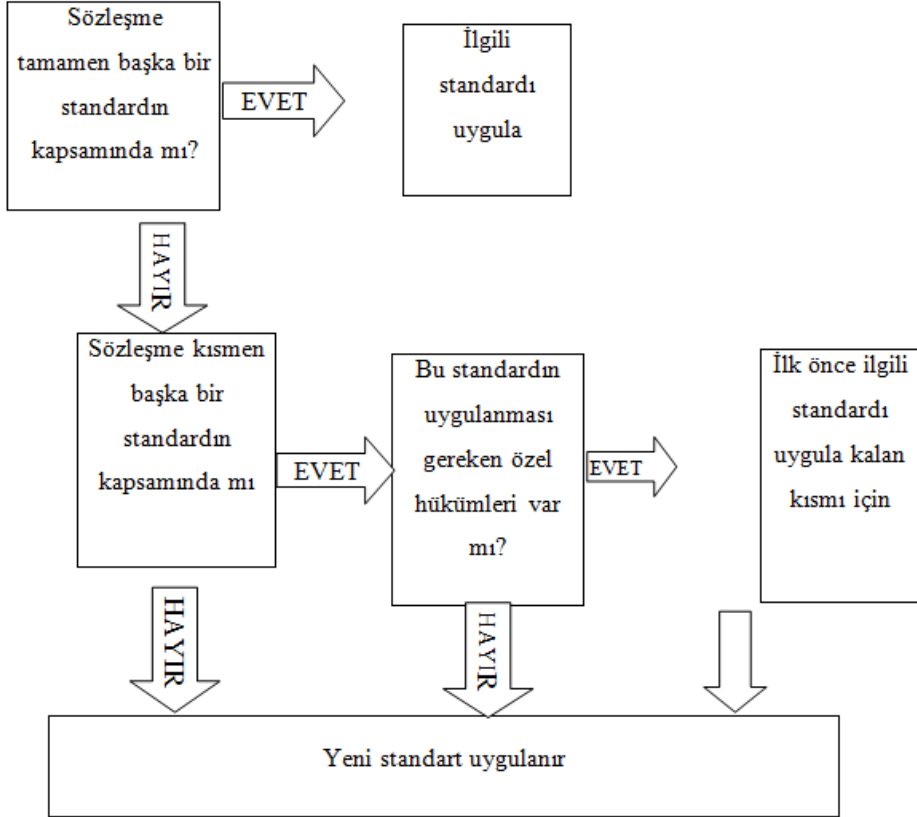 Sözleşme
tamamen başka bir
standardın
kapsamında mı?
EVET
İlgili
standardı
uygula
HAYIR
Sözleşme kısmen
başka bir
standardın
kapsamında mı
EVET
Bu standardın
uygulanması
gereken özel
hükümleri var
mı?
EVET
İlk önce ilgili
standardı
uygula kalan
kısmı için
HAYIR
HAYIR
Yeni standart uygulanır